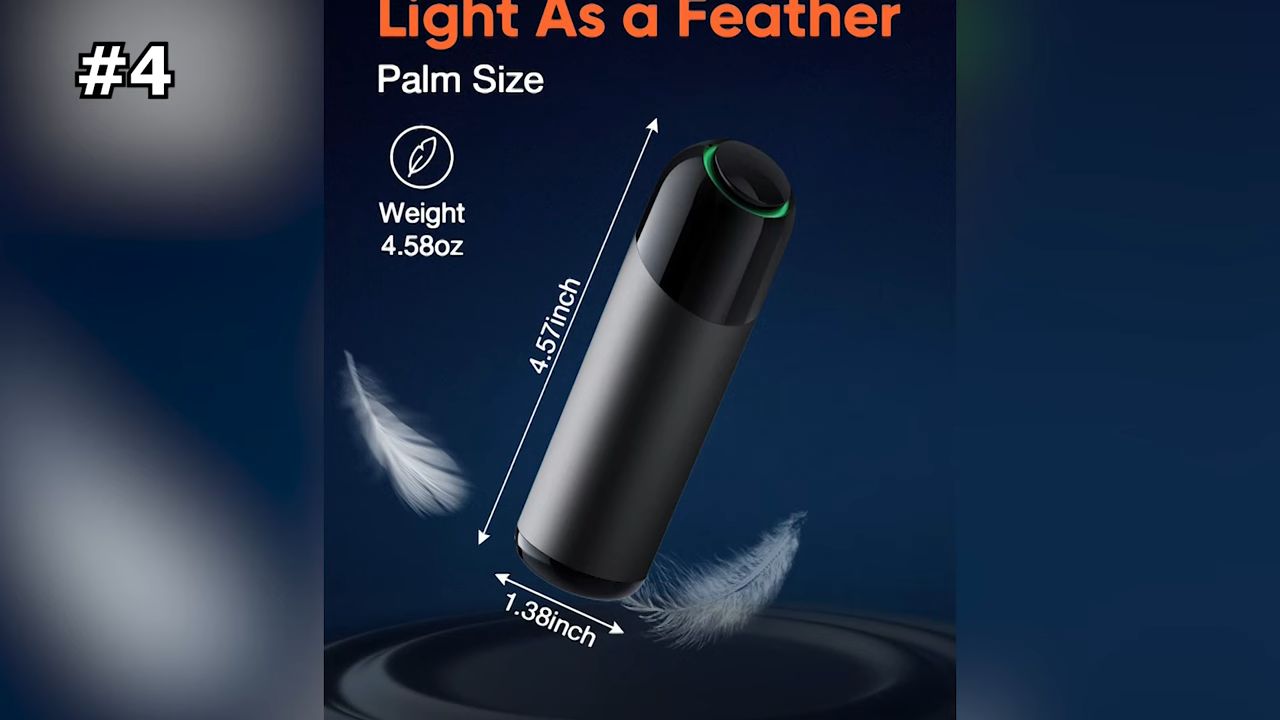 Light As a Feather
#4
Palm Size
Weight
4.58oz
4.57inch
1.38inch